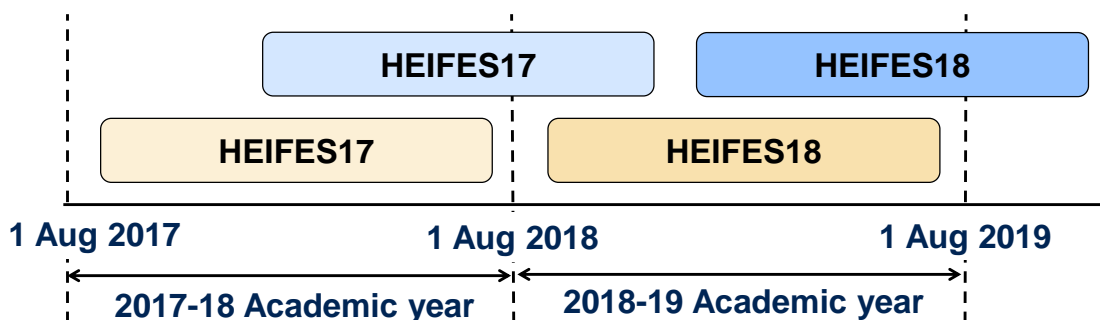 HEIFES17
HEIFES18
HEIFES17
HEIFES18
1 Aug 2017
1 Aug 2018
1 Aug 2019
2017-18 Academic year
2018-19 Academic year